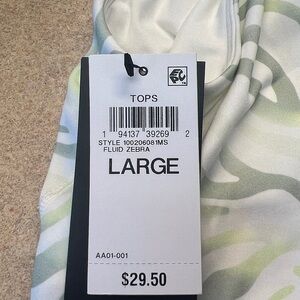 TOPS
1 94137 39269 2
STYLE 100206081MS
FLUID ZEBRA
LARGE
AA01-001
$29.50